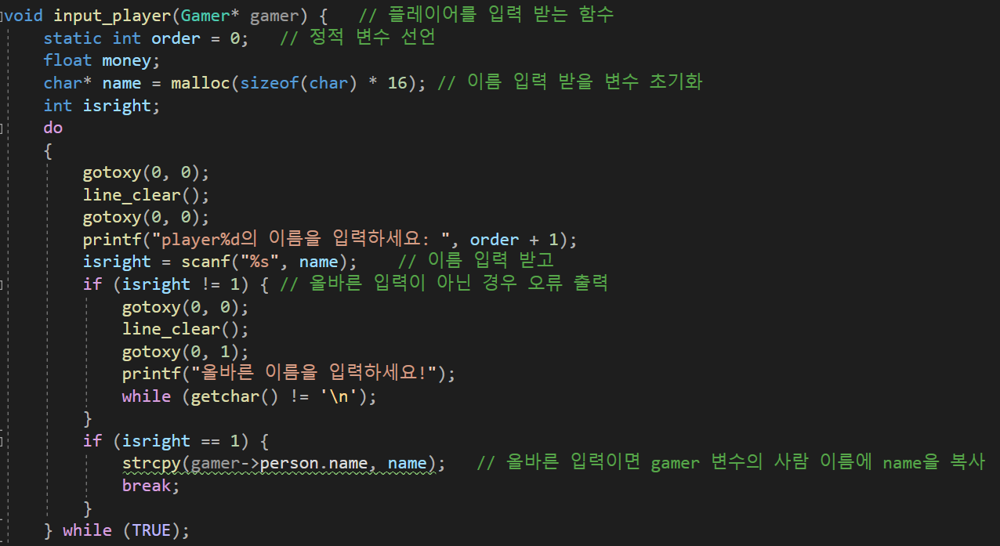 void input_player(Gamer* gamer) {   // 플레이어를 입력 받는 함수
    static int order = 0;   // 정적 변수 선언
    float money;
    char* name = malloc(sizeof(char) * 16); // 이름 입력 받을 변수 초기화
    int isright;
    do
    {
        gotoxy(0, 0);
        line_clear();
        gotoxy(0, 0);
        printf("player%d의 이름을 입력하세요: ", order + 1);
        isright = scanf("%s", name);    // 이름 입력 받고
        if (isright != 1) { // 올바른 입력이 아닌 경우 오류 출력
            gotoxy(0, 0);
            line_clear();
            gotoxy(0, 1);
            printf("올바른 이름을 입력하세요!");
            while (getchar() != '\n');
        }
        if (isright == 1) {
            strcpy(gamer->person.name, name);   // 올바른 입력이면 gamer 변수의 사람 이름에 name을 복사
            break;
        }
    } while (TRUE);